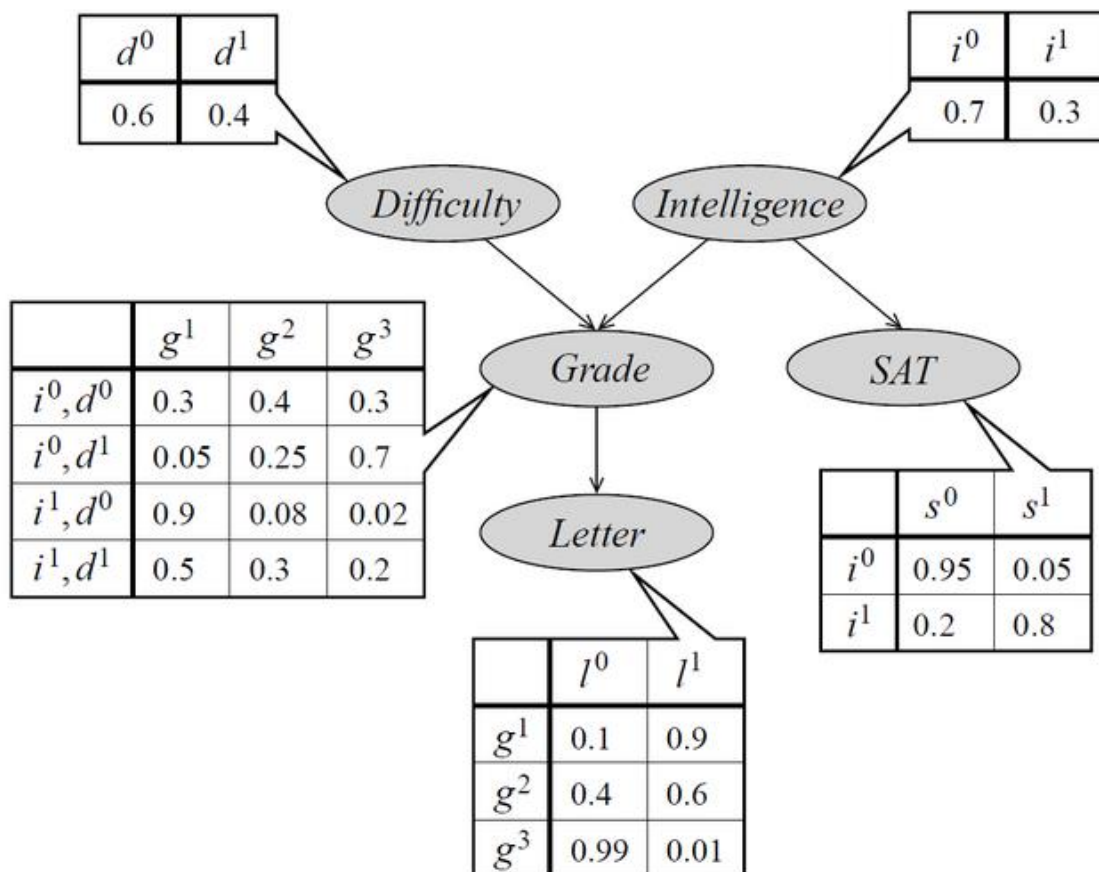 d⁰ d¹
0.6 0.4
i⁰ i¹
0.7 0.3
Difficulty
Intelligence
g¹ g² g³
i⁰, d⁰ 0.3 0.4 0.3
i⁰, d¹ 0.05 0.25 0.7
i¹, d⁰ 0.9 0.08 0.02
i¹, d¹ 0.5 0.3 0.2
Grade
SAT
Letter
s⁰ s¹
i⁰ 0.95 0.05
i¹ 0.2 0.8
l⁰ l¹
g¹ 0.1 0.9
g² 0.4 0.6
g³ 0.99 0.01